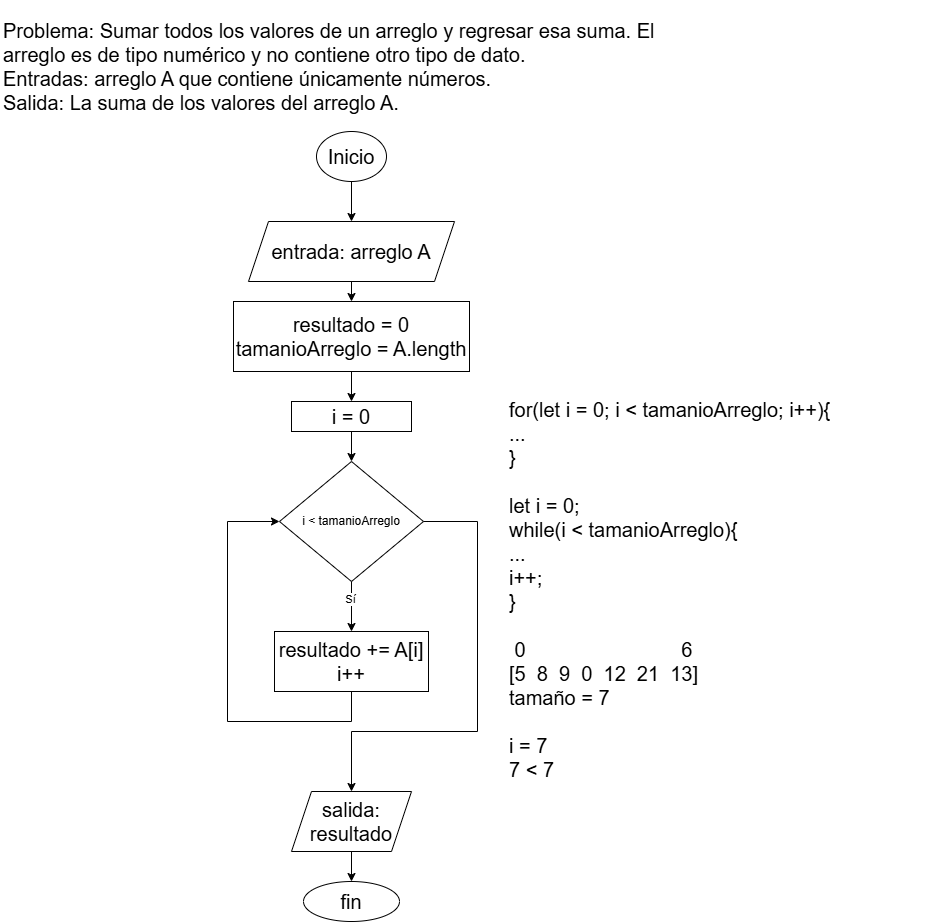 Problema: Sumar todos los valores de un arreglo y regresar esa suma. El
arreglo es de tipo numérico y no contiene otro tipo de dato.
Entradas: arreglo A que contiene únicamente números.
Salida: La suma de los valores del arreglo A.
Inicio
entrada: arreglo A
resultado = 0
tamanioArreglo = A.length
i = 0
i < tamanioArreglo
sí
resultado += A[i]
i++
salida:
resultado
fin
for(let i = 0; i < tamanioArreglo; i++){
...
}
let i = 0;
while(i < tamanioArreglo){
...
i++;
}
0 6
[5 8 9 0 12 21 13]
tamaño = 7
i = 7
7 < 7